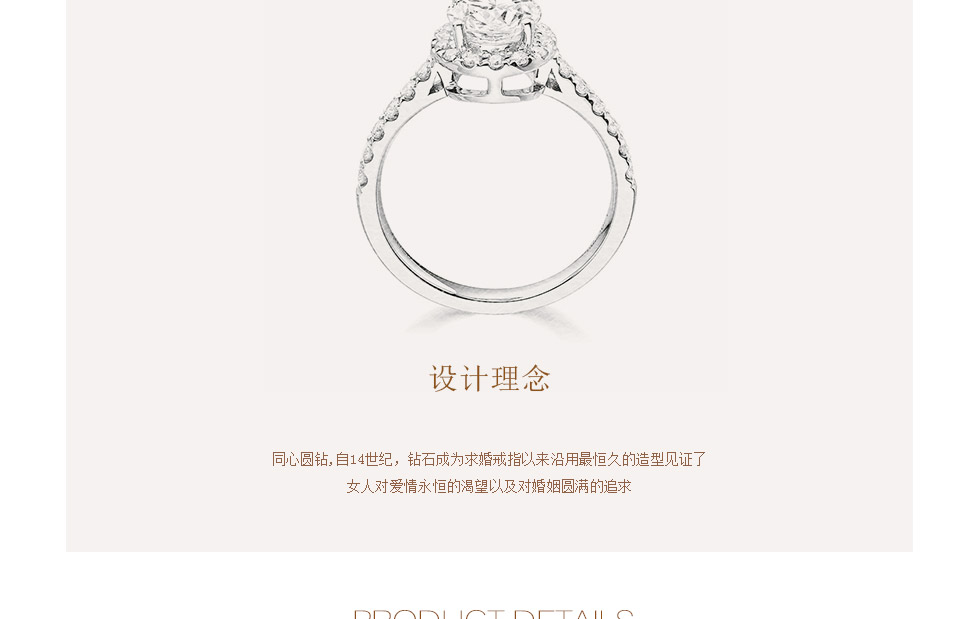 设计理念
同心圆钻,自14世纪，钻石成为求婚戒指以来沿用最恒久的造型见证了
女人对爱情永恒的渴望以及对婚姻圆满的追求
PRODUCT DETAILS